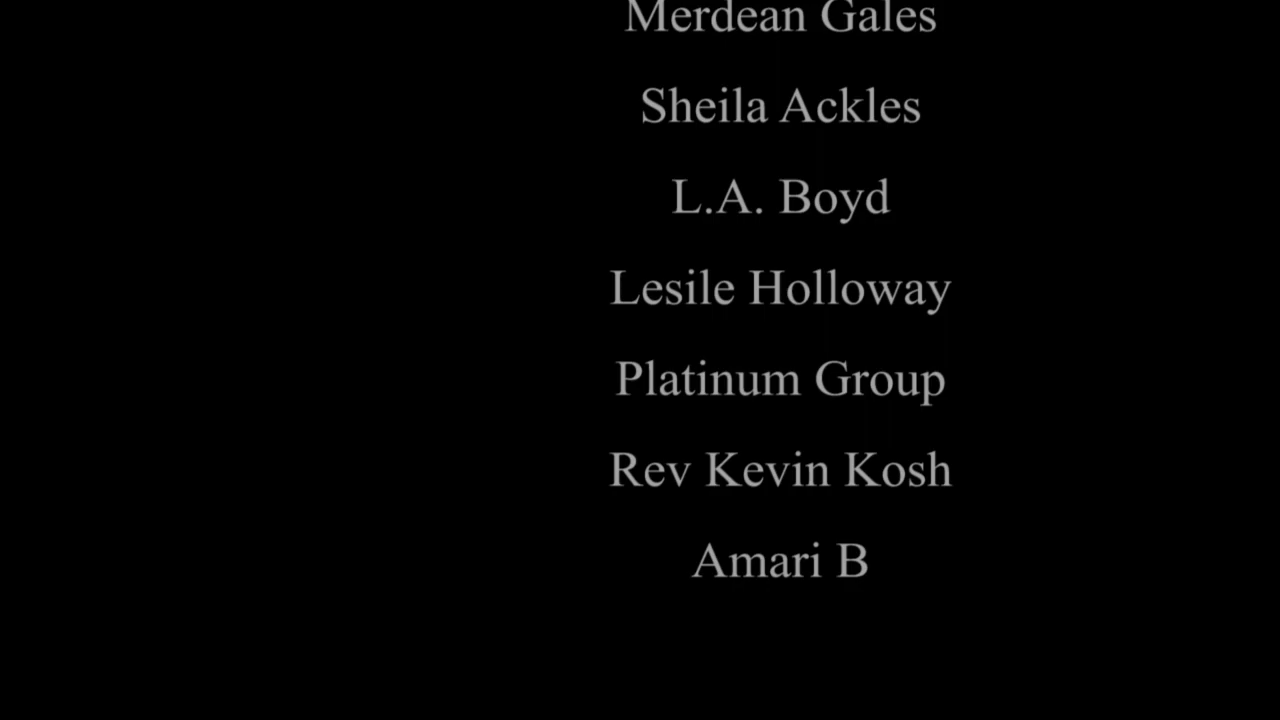 Merdean Gales
Sheila Ackles
L.A. Boyd
Lesile Holloway
Platinum Group
Rev Kevin Kosh
Amari B